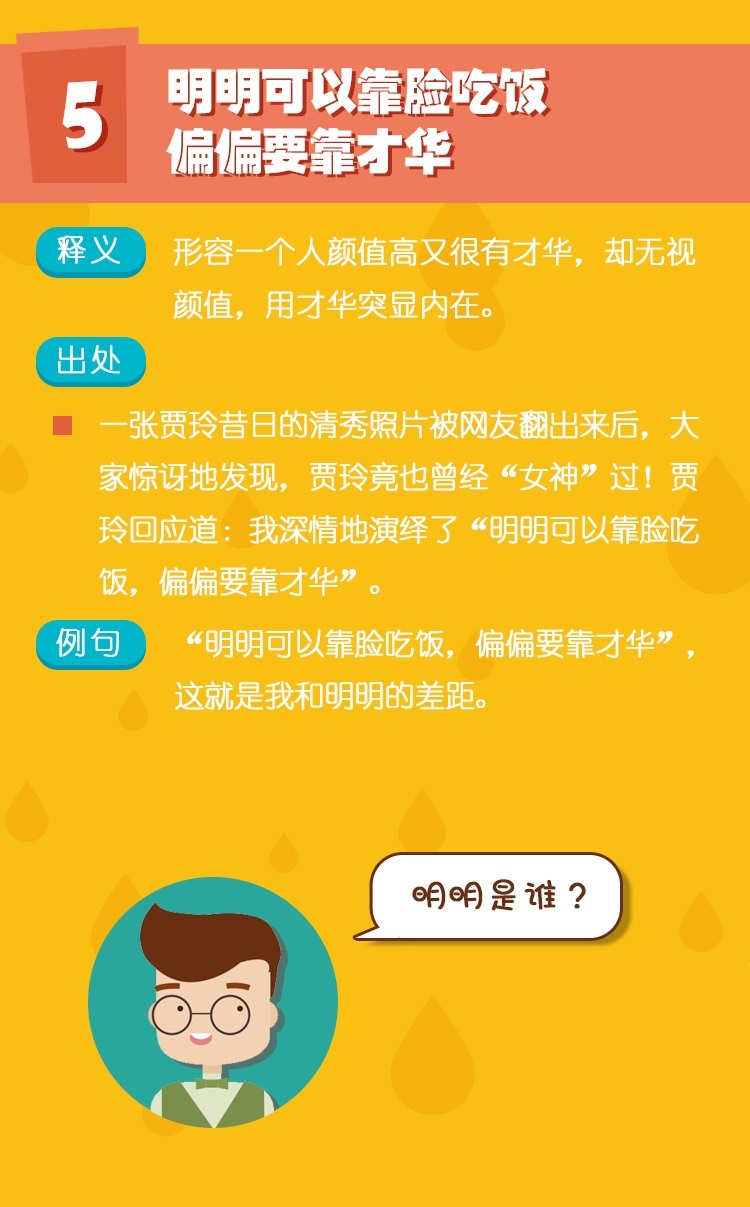 5
明明可以靠脸吃饭
偏偏要靠才华
释义
形容一个人颜值高又很有才华，却无视
颜值，用才华突显内在。
出处
一张贾玲昔日的清秀照片被网友翻出来后，大
家惊讶地发现，贾玲竟也曾经“女神”过！贾
玲回应道：我深情地演绎了“明明可以靠脸吃
饭，偏偏要靠才华”。
例句
“明明可以靠脸吃饭，偏偏要靠才华”，
这就是我和明明的差距。
明明是谁？